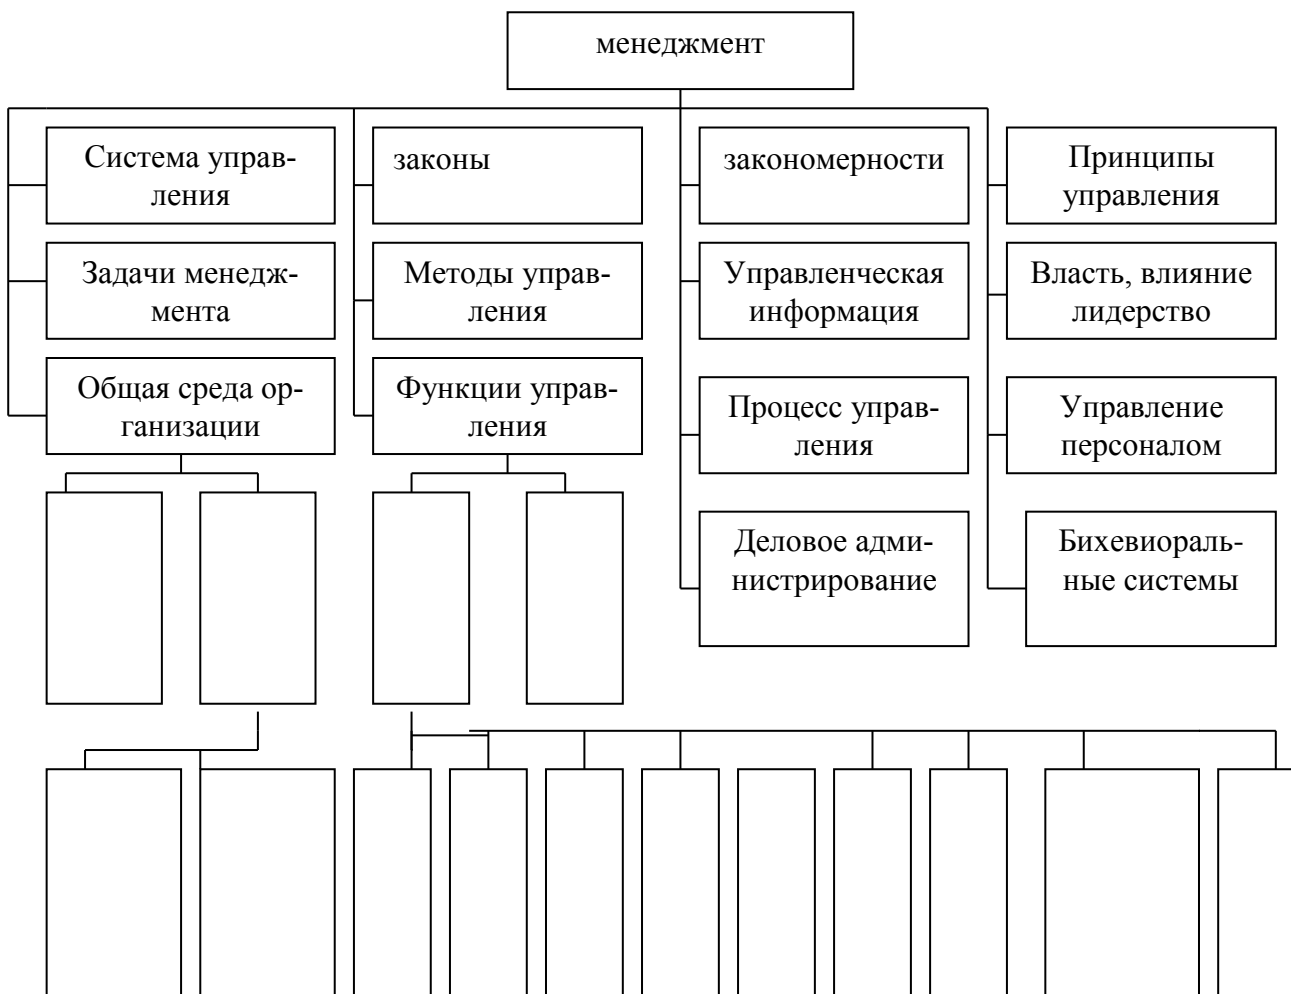 менеджмент
Система управ-
ления
законы
закономерности
Принципы
управления
Задачи менедж-
мента
Методы управ-
ления
Управленческая
информация
Власть, влияние
лидерство
Общая среда ор-
ганизации
Функции управ-
ления
Процесс управ-
ления
Управление
персоналом
Деловое адми-
нистрирование
Бихевиораль-
ные системы